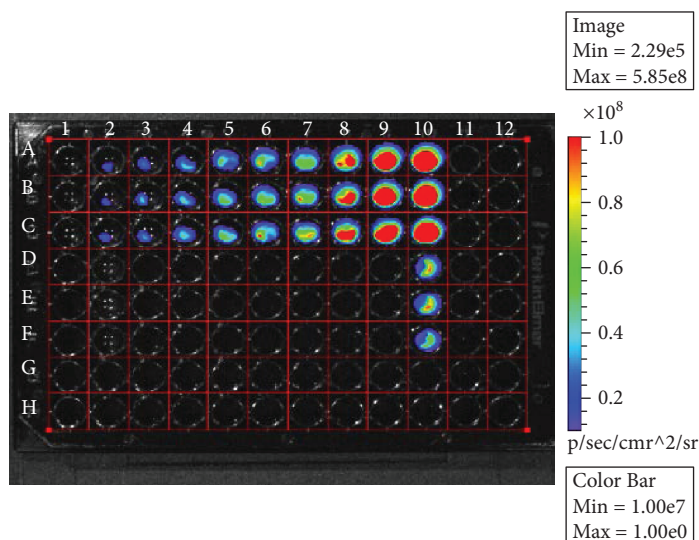 Image
Min = 2.29e5
Max = 5.85e8
×10^8
1 2 3 4 5 6 7 8 9 10 11 12
A
B
C
D
E
F
G
H
PerkinElmer
1.0
0.8
0.6
0.4
0.2
p/sec/cmr^2/sr
Color Bar
Min = 1.00e7
Max = 1.00e0